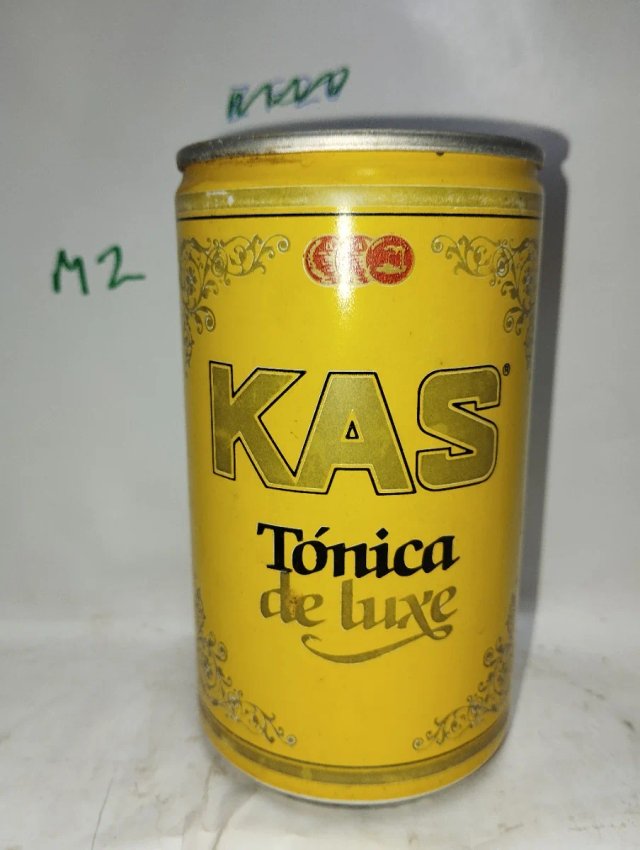 M2
KAS®
Tónica
de luxe